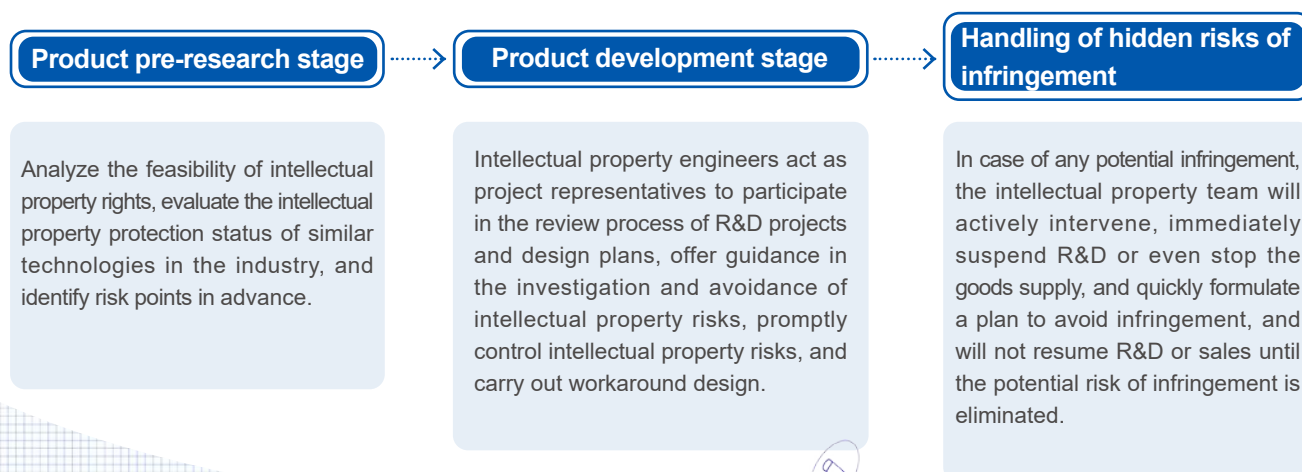 Product pre-research stage
Product development stage
Handling of hidden risks of
infringement
Analyze the feasibility of intellectual
property rights, evaluate the intellectual
property protection status of similar
technologies in the industry, and
identify risk points in advance.
Intellectual property engineers act as
project representatives to participate
in the review process of R&D projects
and design plans, offer guidance in
the investigation and avoidance of
intellectual property risks, promptly
control intellectual property risks, and
carry out workaround design.
In case of any potential infringement,
the intellectual property team will
actively intervene, immediately
suspend R&D or even stop the
goods supply, and quickly formulate
a plan to avoid infringement, and
will not resume R&D or sales until
the potential risk of infringement is
eliminated.